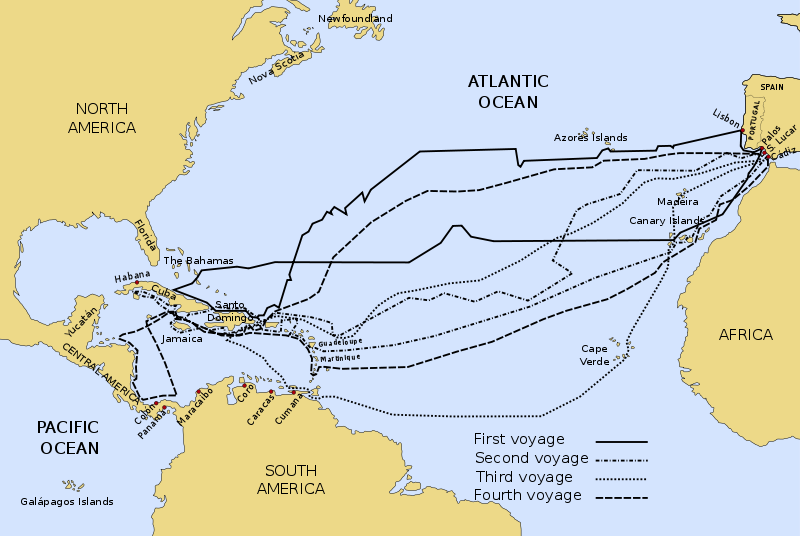 Newfoundland
Nova Scotia
ATLANTIC
OCEAN
SPAIN
PORTUGAL
Lisbon
Palos
S. Lucar
Cadiz
NORTH
AMERICA
Azores Islands
Madeira
Canary Islands
Florida
The Bahamas
Habana
Cuba
Santo
Domingo
Yucatán
Jamaica
Guadeloupe
Martinique
CENTRAL AMERICA
AFRICA
Cape
Verde
Colón
Panamá
Maracaibo
Coro
Caracas
Cumana
PACIFIC
OCEAN
SOUTH
AMERICA
Galápagos Islands
First voyage
Second voyage
Third voyage
Fourth voyage